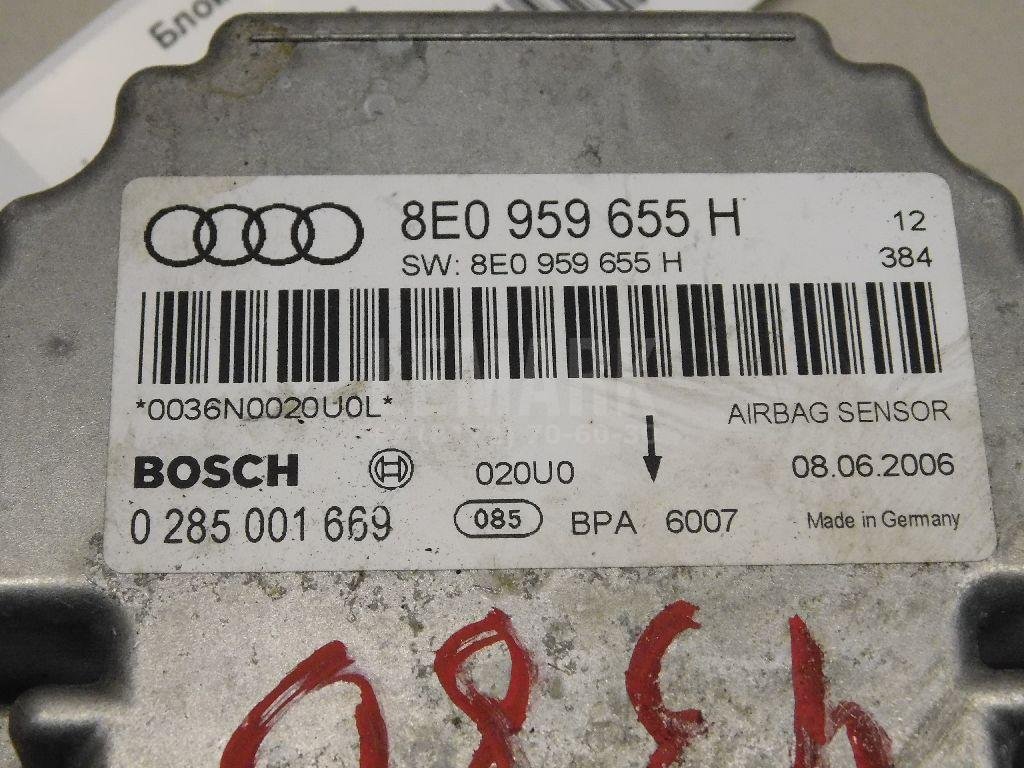 Блок
8E0 959 655 H
12
SW: 8E0 959 655 H
384
*0036N0020U0L*
AIRBAG SENSOR
BOSCH
020U0
08.06.2006
0 285 001 669
085
BPA 6007
Made in Germany